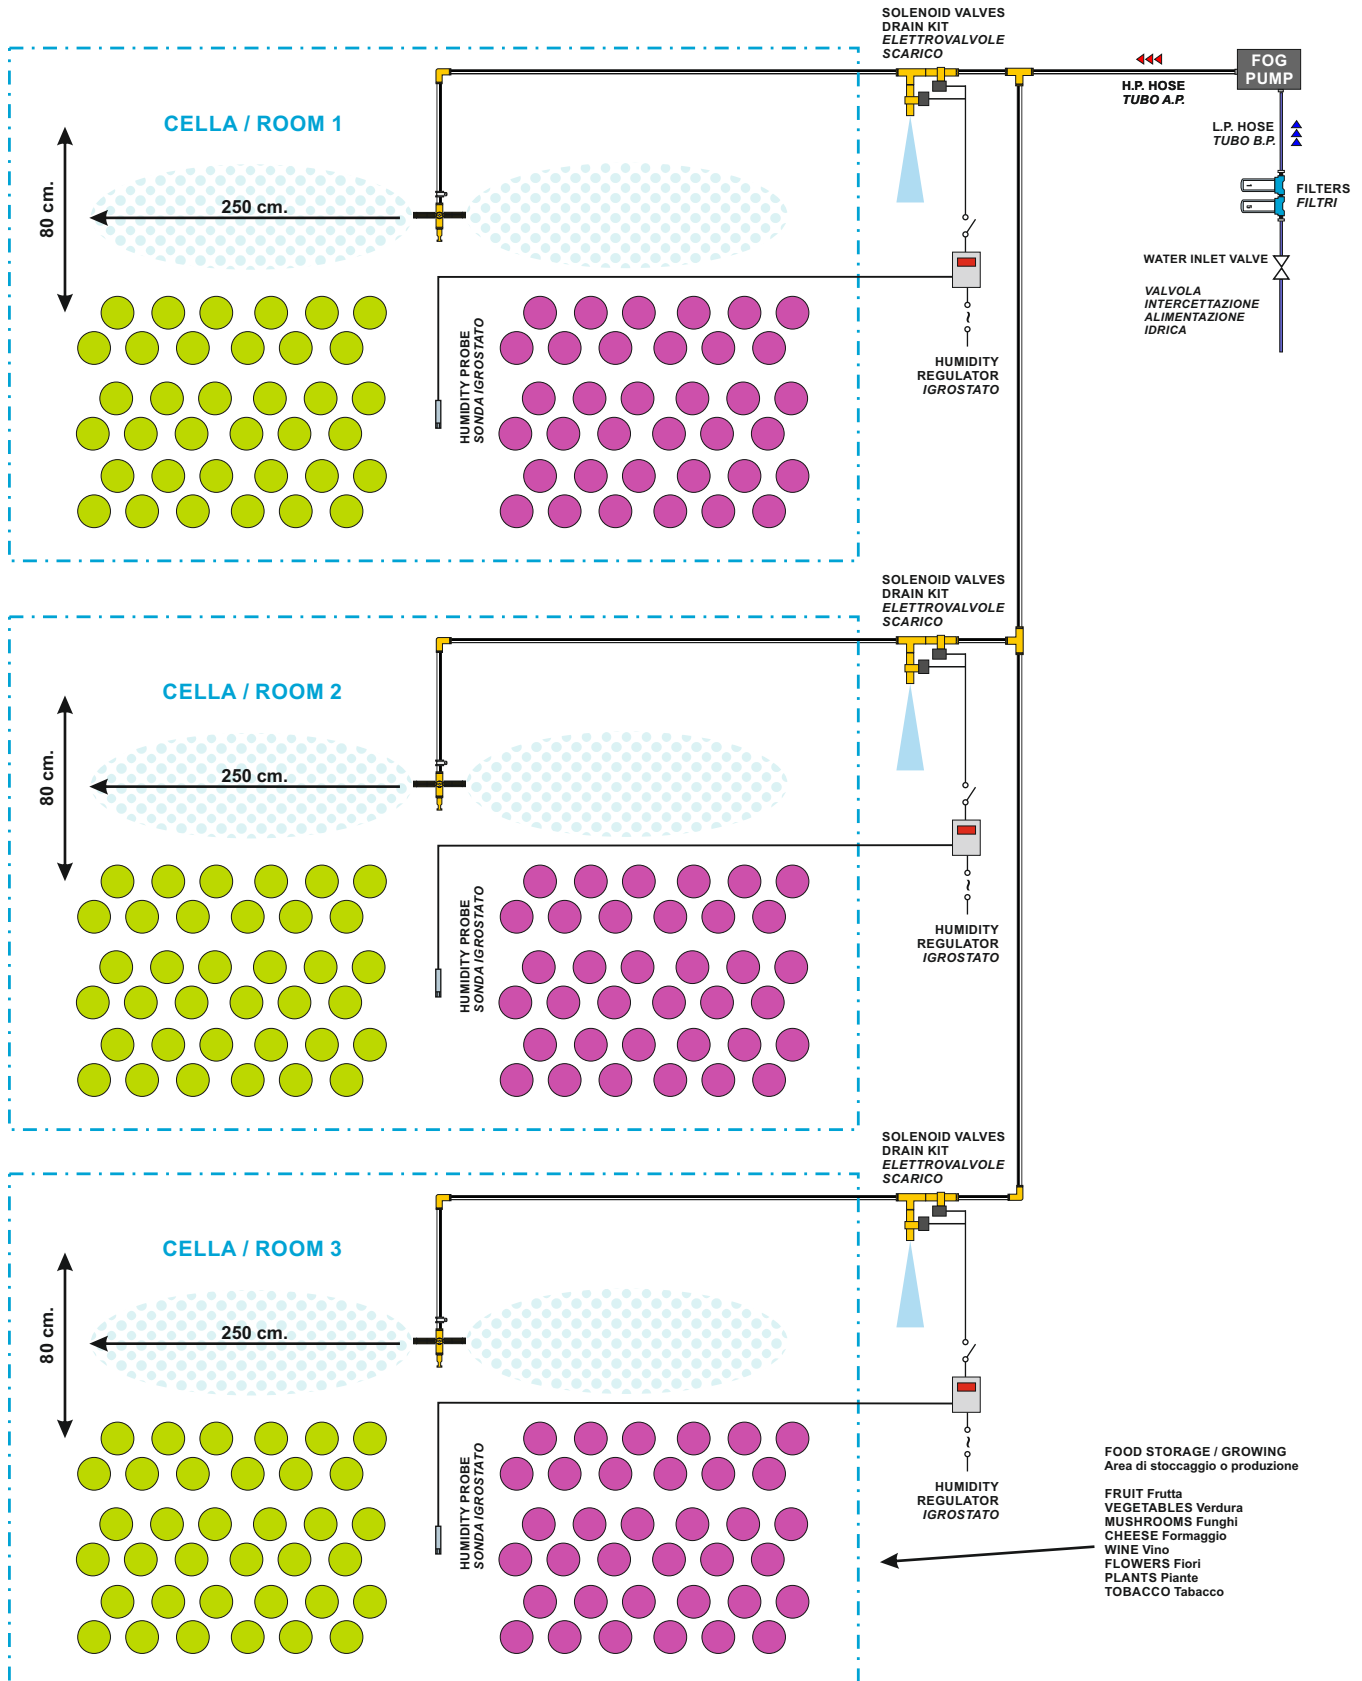 SOLENOID VALVES
DRAIN KIT
ELETTROVALVOLE
SCARICO
FOG
PUMP
H.P. HOSE
TUBO A.P.
L.P. HOSE
TUBO B.P.
FILTERS
FILTRI
WATER INLET VALVE
VALVOLA
INTERCETTAZIONE
ALIMENTAZIONE
IDRICA
CELLA / ROOM 1
80 cm.
250 cm.
HUMIDITY PROBE
SONDA IGROSTATO
HUMIDITY
REGULATOR
IGROSTATO
SOLENOID VALVES
DRAIN KIT
ELETTROVALVOLE
SCARICO
CELLA / ROOM 2
80 cm.
250 cm.
HUMIDITY PROBE
SONDA IGROSTATO
HUMIDITY
REGULATOR
IGROSTATO
SOLENOID VALVES
DRAIN KIT
ELETTROVALVOLE
SCARICO
CELLA / ROOM 3
80 cm.
250 cm.
HUMIDITY PROBE
SONDA IGROSTATO
HUMIDITY
REGULATOR
IGROSTATO
FOOD STORAGE / GROWING
Area di stoccaggio o produzione
FRUIT Frutta
VEGETABLES Verdura
MUSHROOMS Funghi
CHEESE Formaggio
WINE Vino
FLOWERS Fiori
PLANTS Piante
TOBACCO Tabacco